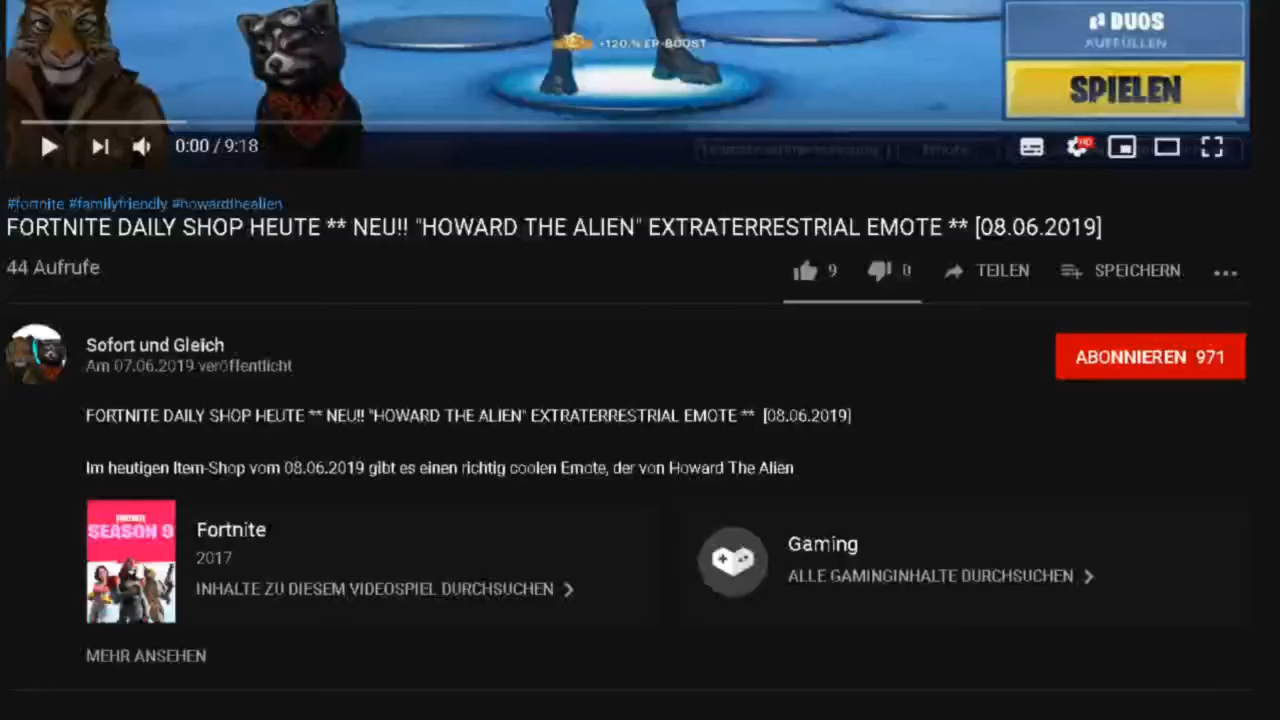 DUOS
AUFFÜLLEN
+120.% EP-BOOST
SPIELEN
0:00 / 9:18
HD
#fortnite #familyfriendly #howardthealien
FORTNITE DAILY SHOP HEUTE ** NEU!! "HOWARD THE ALIEN" EXTRATERRESTRIAL EMOTE ** [08.06.2019]
44 Aufrufe
9
0
TEILEN
SPEICHERN
Sofort und Gleich
Am 07.06.2019 veröffentlicht
ABONNIEREN 971
FORTNITE DAILY SHOP HEUTE ** NEU!! "HOWARD THE ALIEN" EXTRATERRESTRIAL EMOTE ** [08.06.2019]
Im heutigen Item-Shop vom 08.06.2019 gibt es einen richtig coolen Emote, der von Howard The Alien
FORTNITE
SEASON 9
Fortnite
2017
INHALTE ZU DIESEM VIDEOSPIEL DURCHSUCHEN
Gaming
ALLE GAMINGINHALTE DURCHSUCHEN
MEHR ANSEHEN